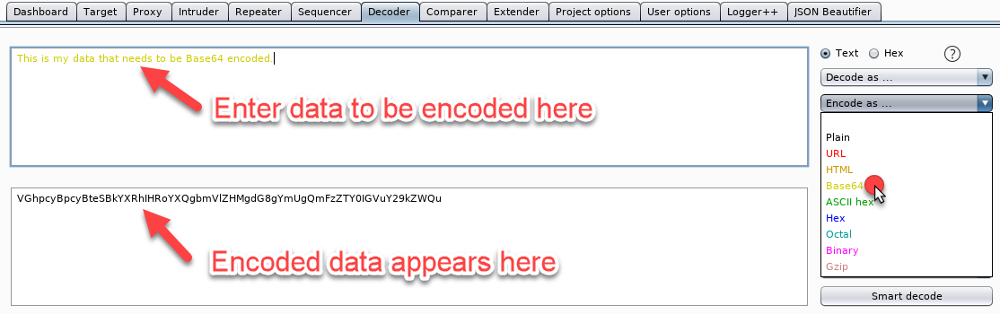 Dashboard Target Proxy Intruder Repeater Sequencer Decoder Comparer Extender Project options User options Logger++ JSON Beautifier
This is my data that needs to be Base64 encoded.
Enter data to be encoded here
VGhpcyBpcyBteSBkYXRhIHRoYXQgbmVlZHMgdG8gYmUgQmFzZTY0IGVuY29kZWQu
Encoded data appears here
Text Hex ?
Decode as ...
Encode as ...
Plain
URL
HTML
Base64
ASCII hex
Hex
Octal
Binary
Gzip
Smart decode